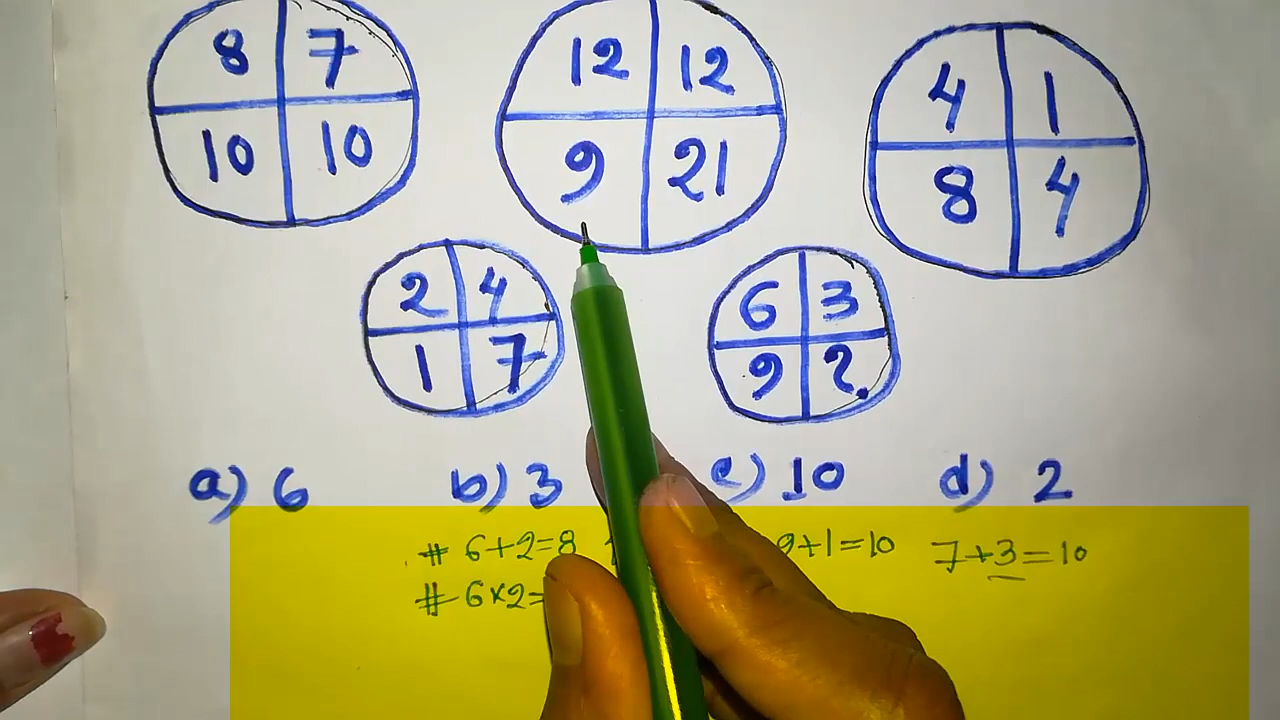 8 7 12 12 4 1
10 10 9 21 8 4
2 4 6 3
1 7 9 ?
a) 6 b) 3 c) 10 d) 2
# 6+2=8 9+1=10 7+3=10
# 6×2=